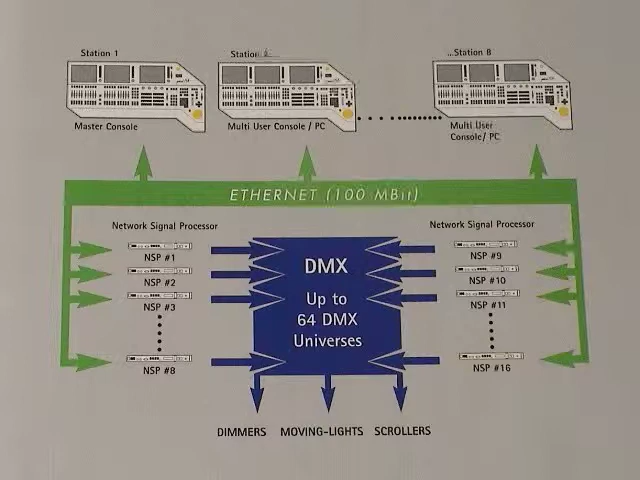 Station 1
Station 2
...Station 8
Master Console
Multi User Console / PC
Multi User
Console/ PC
ETHERNET (100 MBit)
Network Signal Processor
Network Signal Processor
NSP #1
NSP #9
NSP #2
NSP #10
NSP #3
NSP #11
NSP #8
NSP #16
DMX
Up to
64 DMX
Universes
DIMMERS MOVING-LIGHTS SCROLLERS